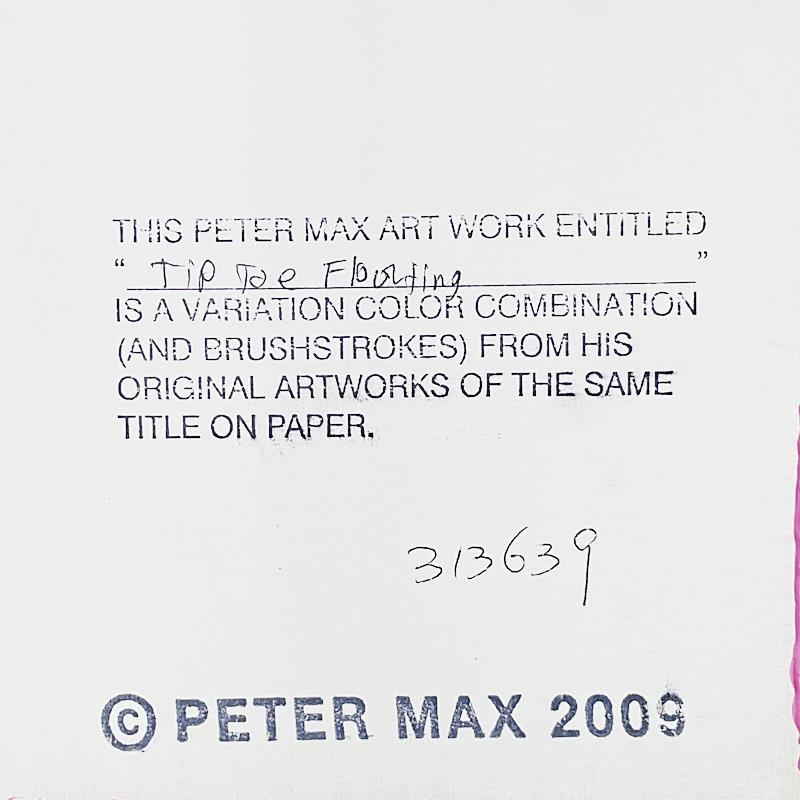 THIS PETER MAX ART WORK ENTITLED
“ Tip Toe Floating ”
IS A VARIATION COLOR COMBINATION
(AND BRUSHSTROKES) FROM HIS
ORIGINAL ARTWORKS OF THE SAME
TITLE ON PAPER.
313639
© PETER MAX 2009